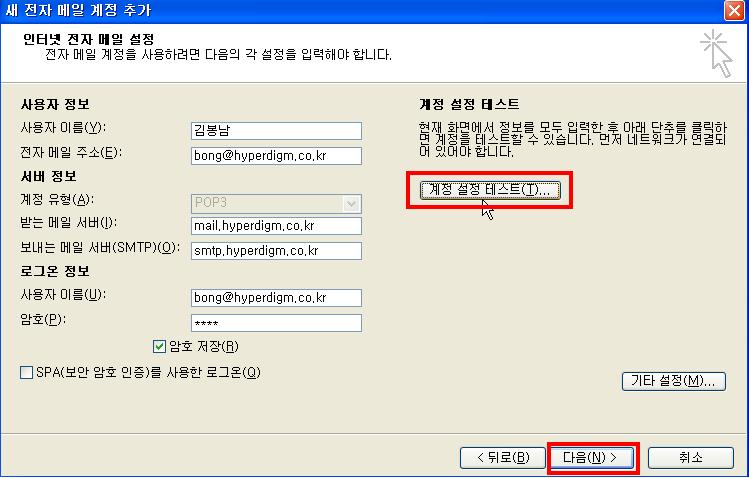 새 전자 메일 계정 추가
인터넷 전자 메일 설정
전자 메일 계정을 사용하려면 다음의 각 설정을 입력해야 합니다.
사용자 정보
사용자 이름(Y):
김봉남
전자 메일 주소(E):
bong@hyperdigm.co.kr
서버 정보
계정 유형(A):
POP3
받는 메일 서버(I):
mail.hyperdigm.co.kr
보내는 메일 서버(SMTP)(O):
smtp.hyperdigm.co.kr
로그온 정보
사용자 이름(U):
bong@hyperdigm.co.kr
암호(P):
****
암호 저장(R)
SPA(보안 암호 인증)를 사용한 로그온(Q)
계정 설정 테스트
현재 화면에서 정보를 모두 입력한 후 아래 단추를 클릭하
면 계정을 테스트할 수 있습니다. 먼저 네트워크가 연결되
어 있어야 합니다.
계정 설정 테스트(T)...
기타 설정(M)...
< 뒤로(B)
다음(N) >
취소